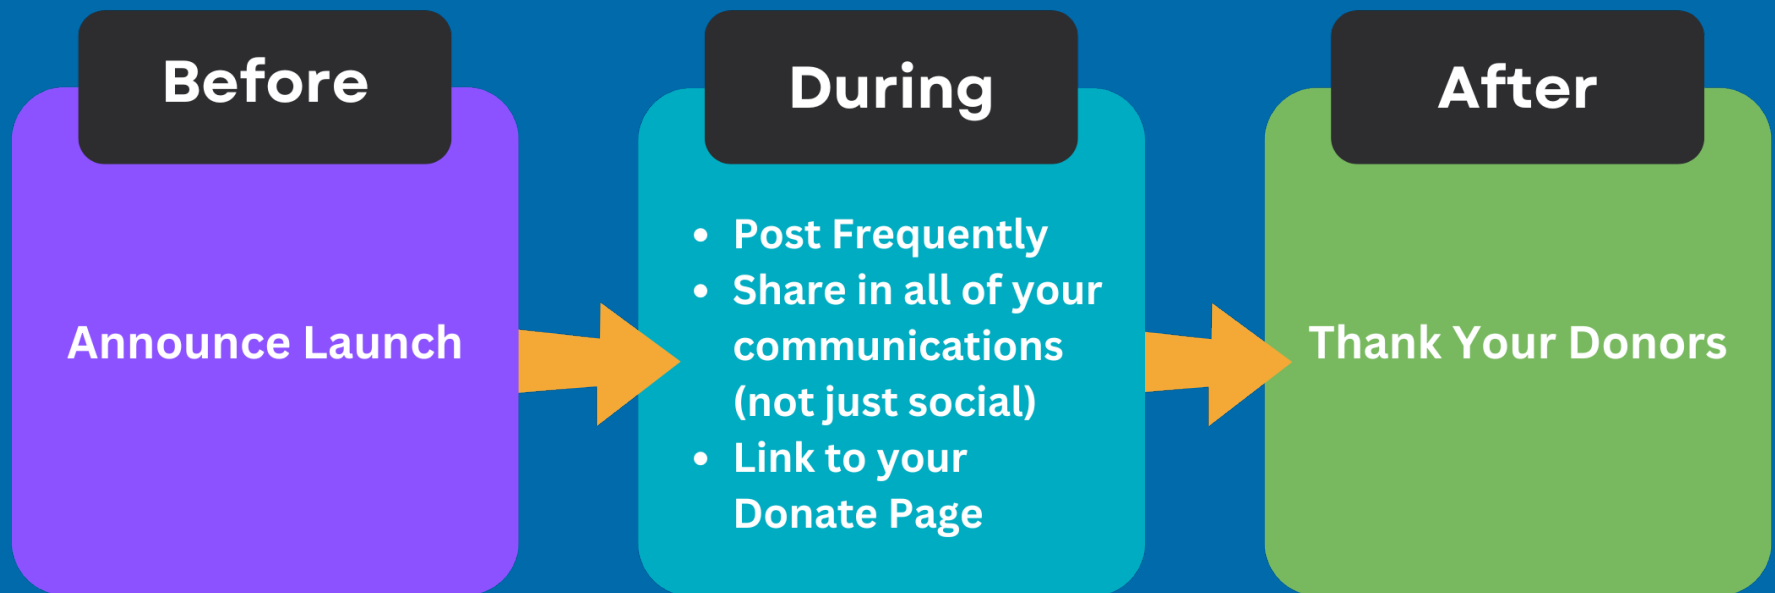 Before
Announce Launch
During
• Post Frequently
• Share in all of your
communications
(not just social)
• Link to your
Donate Page
After
Thank Your Donors